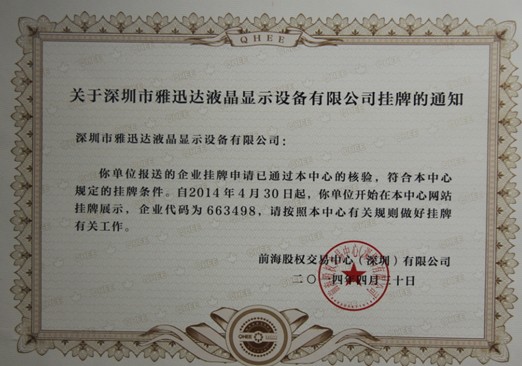 QHEE
关于深圳市雅迅达液晶显示设备有限公司挂牌的通知
深圳市雅迅达液晶显示设备有限公司：
你单位报送的企业挂牌申请已通过本中心的核验，符合本中心
规定的挂牌条件。自2014年4月30日起，你单位开始在本中心网站
挂牌展示，企业代码为663498，请按照本中心有关规则做好挂牌
有关工作。
前海股权交易中心（深圳）有限公司
二〇一四年四月三十日
QHEE